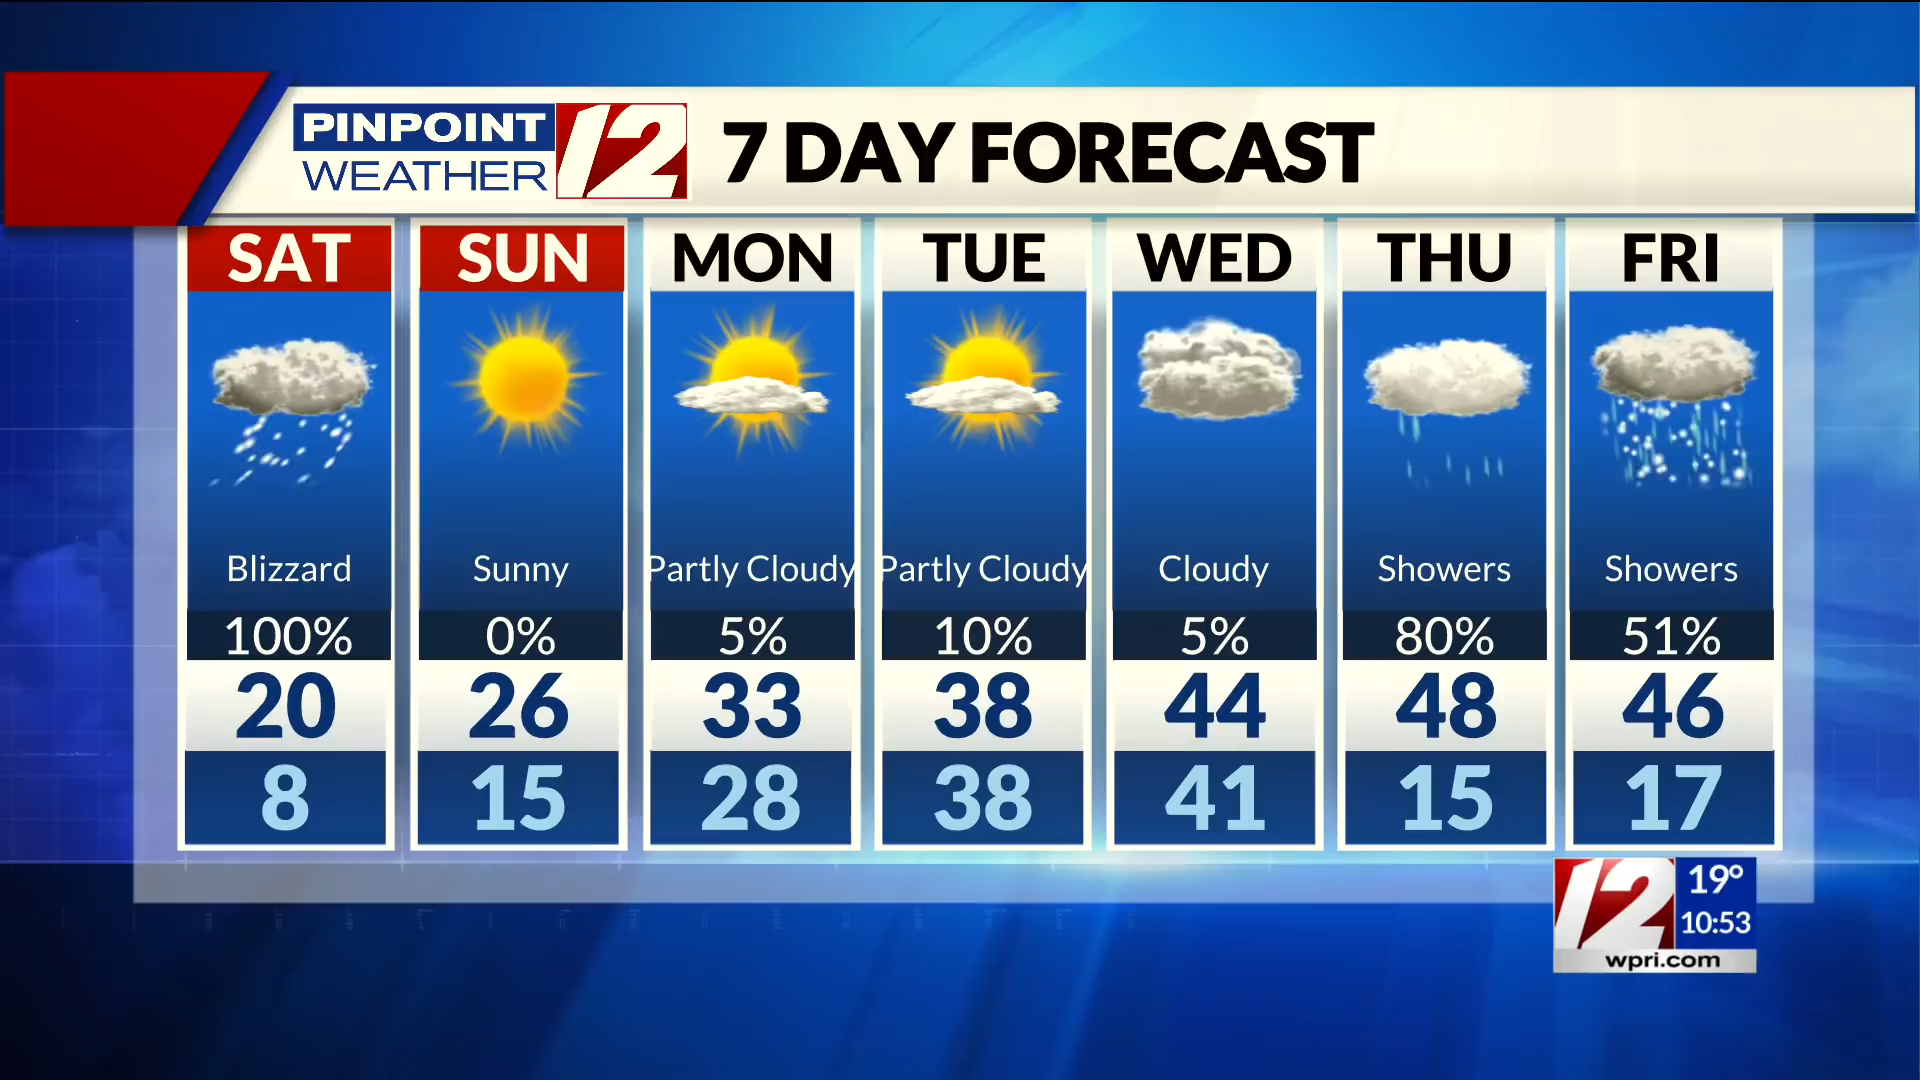 PINPOINT
WEATHER
12
7 DAY FORECAST
SAT SUN MON TUE WED THU FRI
Blizzard Sunny Partly Cloudy Partly Cloudy Cloudy Showers Showers
100% 0% 5% 10% 5% 80% 51%
20 26 33 38 44 48 46
8 15 28 38 41 15 17
12
19°
10:53
wpri.com